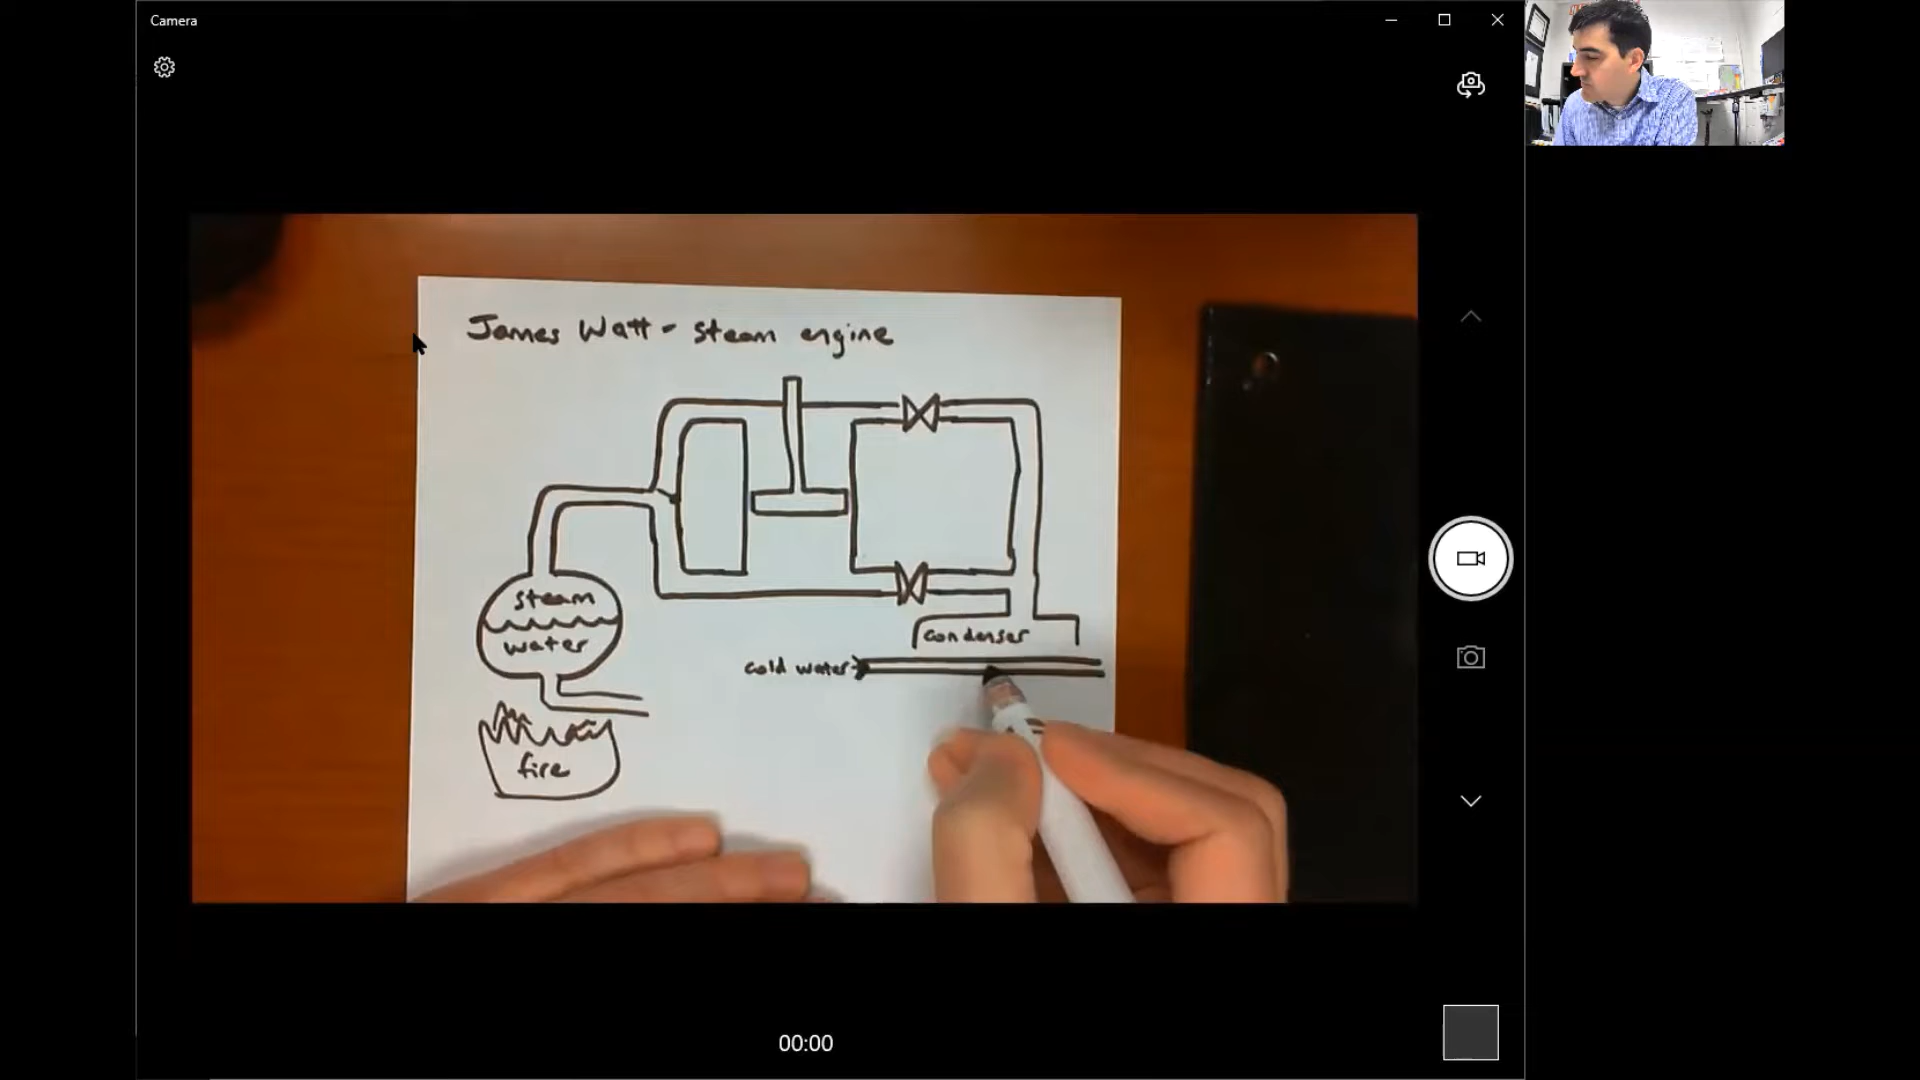 Camera
James Watt - steam engine
steam
water
condenser
cold water
fire
00:00